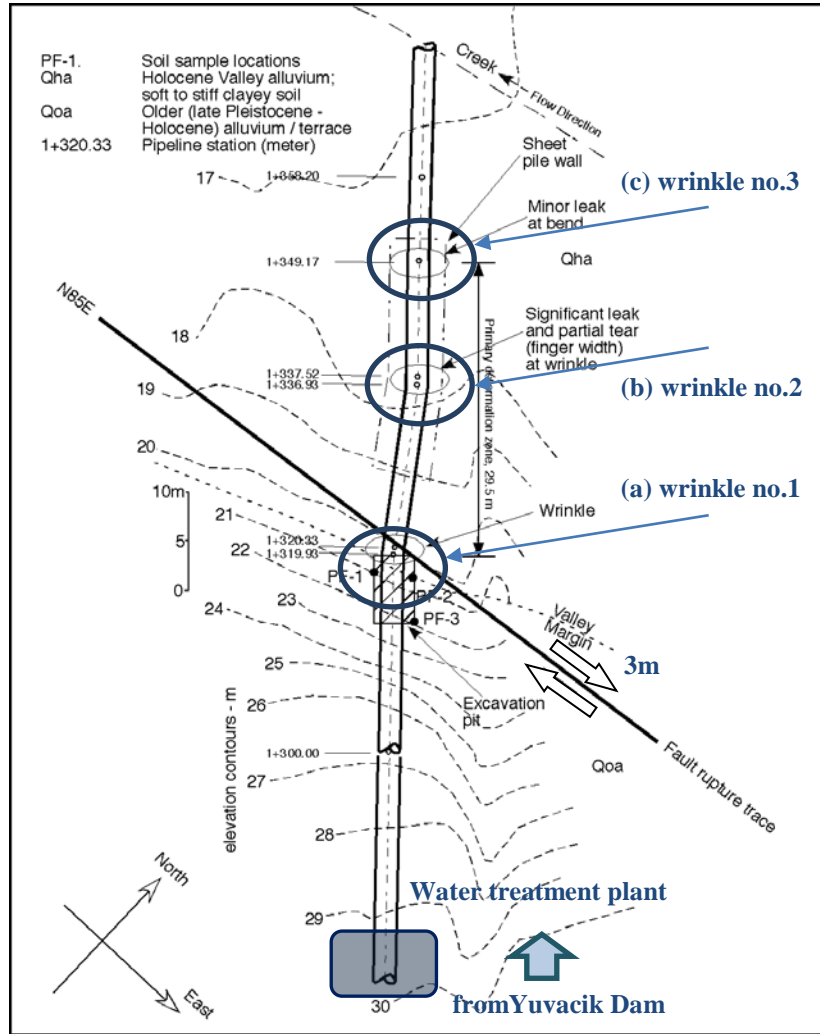 PF-1. Soil sample locations
Qha Holocene Valley alluvium;
soft to stiff clayey soil
Qoa Older (late Pleistocene -
Holocene) alluvium / terrace
1+320.33 Pipeline station (meter)
Creek
Flow Direction
Sheet
pile wall
17
1+358.20
(c) wrinkle no.3
Minor leak
at bend
1+349.17
Qha
N85E
18
Primary deformation zone, 29.5 m
Significant leak
and partial tear
(finger width)
at wrinkle
1+337.52
1+336.93
19
(b) wrinkle no.2
20
10m
5
0
21
(a) wrinkle no.1
Wrinkle
1+320.33
1+319.93
22
PF-1
PF-2
PF-3
24
23
Valley
Margin
3m
25
26
Excavation
pit
elevation contours - m
1+300.00
Fault rupture trace
Qoa
27
28
North
Water treatment plant
29
East
30
fromYuvacik Dam